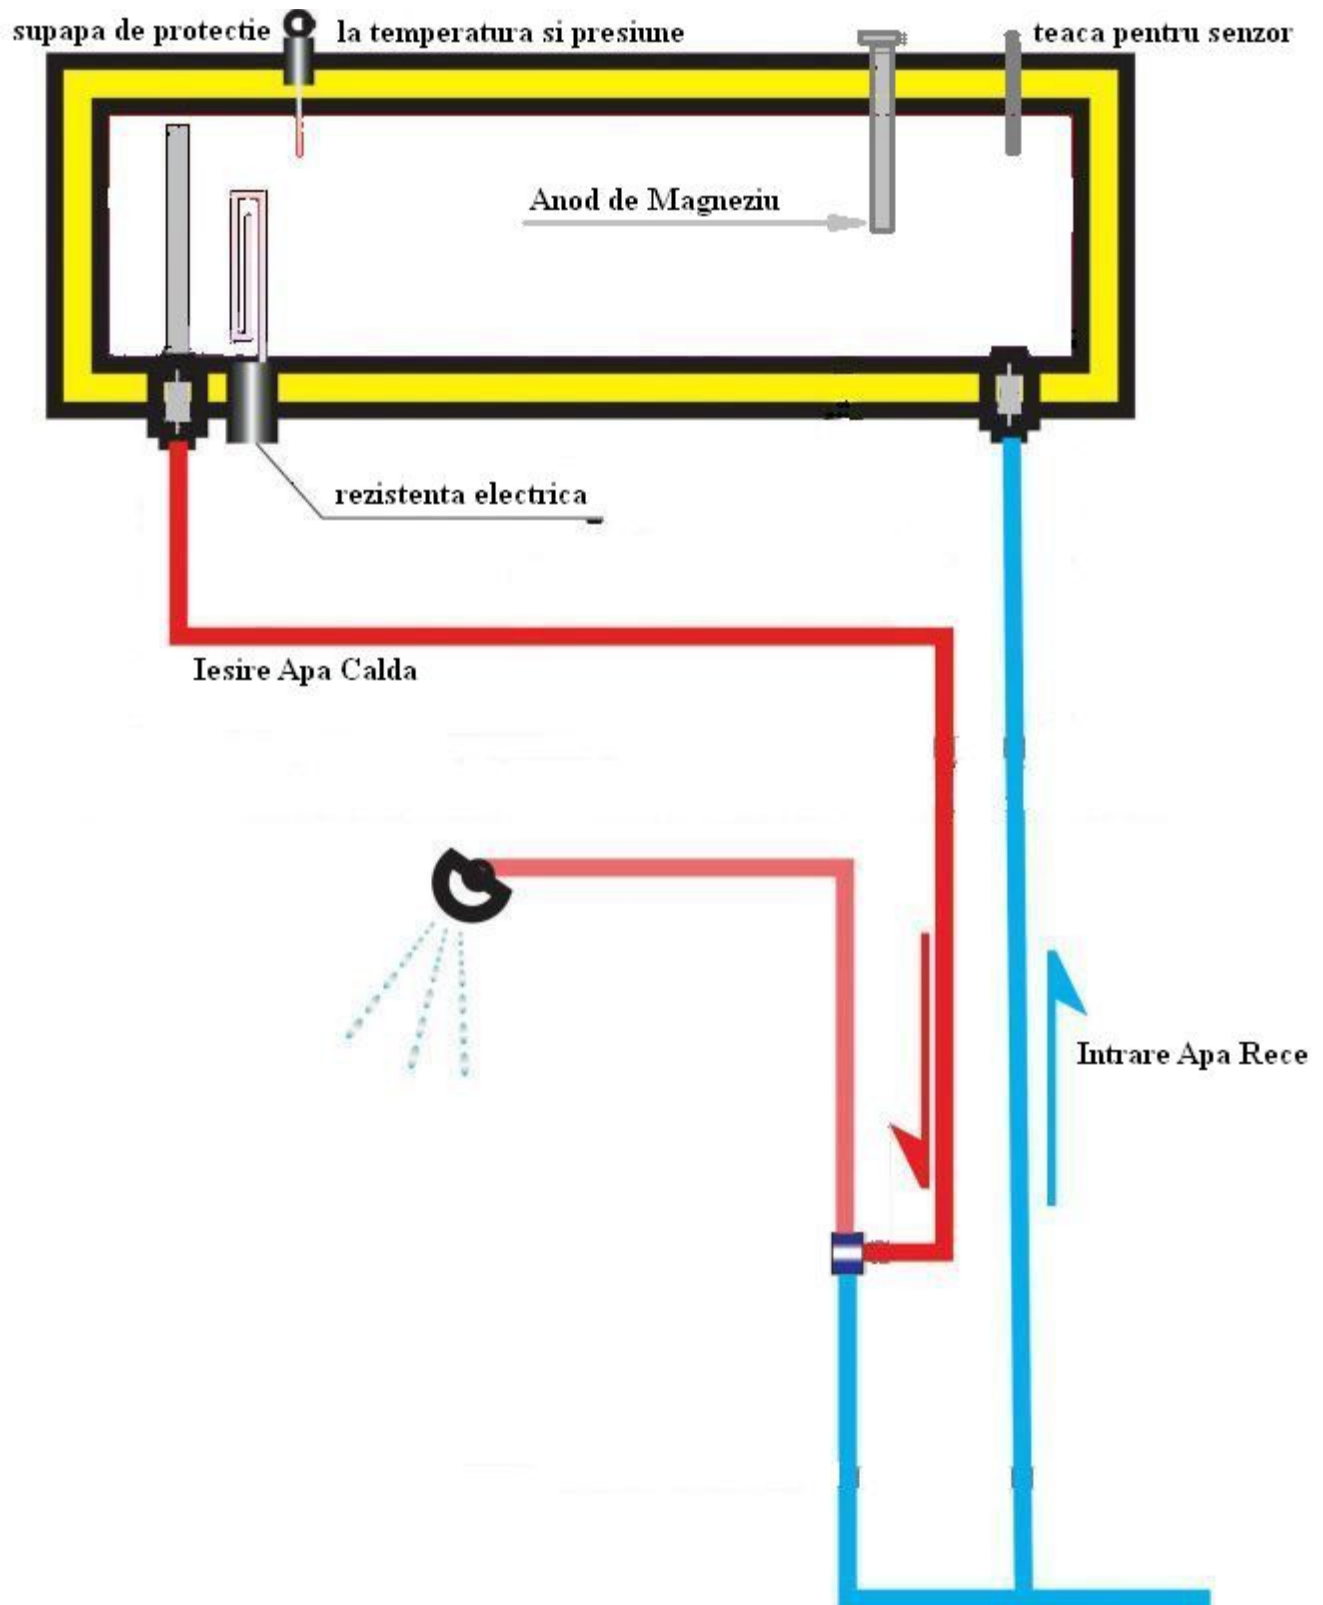 supapa de protectie la temperatura si presiune
teaca pentru senzor
Anod de Magneziu
rezistenta electrica
Iesire Apa Calda
Intrare Apa Rece